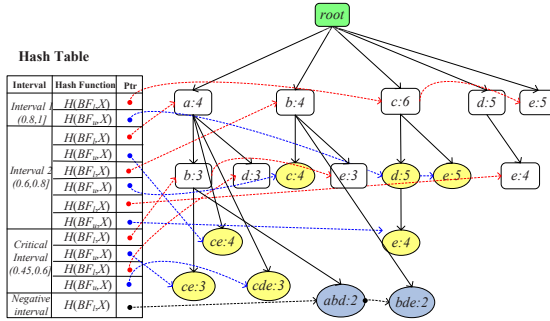 root
Hash Table
Interval Hash Function Ptr
Interval 1 (0.8,1]
H(BF_l,X)
H(BF_u,X)
Interval 2 (0.6,0.8]
H(BF_l,X)
H(BF_u,X)
H(BF_l,X)
H(BF_u,X)
H(BF_l,X)
H(BF_u,X)
Critical Interval (0.45,0.6]
H(BF_l,X)
H(BF_u,X)
H(BF_l,X)
H(BF_u,X)
Negative interval
H(BF_l,X)
a:4 b:4 c:6 d:5 e:5
b:3 d:3 c:4 e:3 d:5 e:5 e:4
ce:4 e:4
ce:3 cde:3 abd:2 bde:2